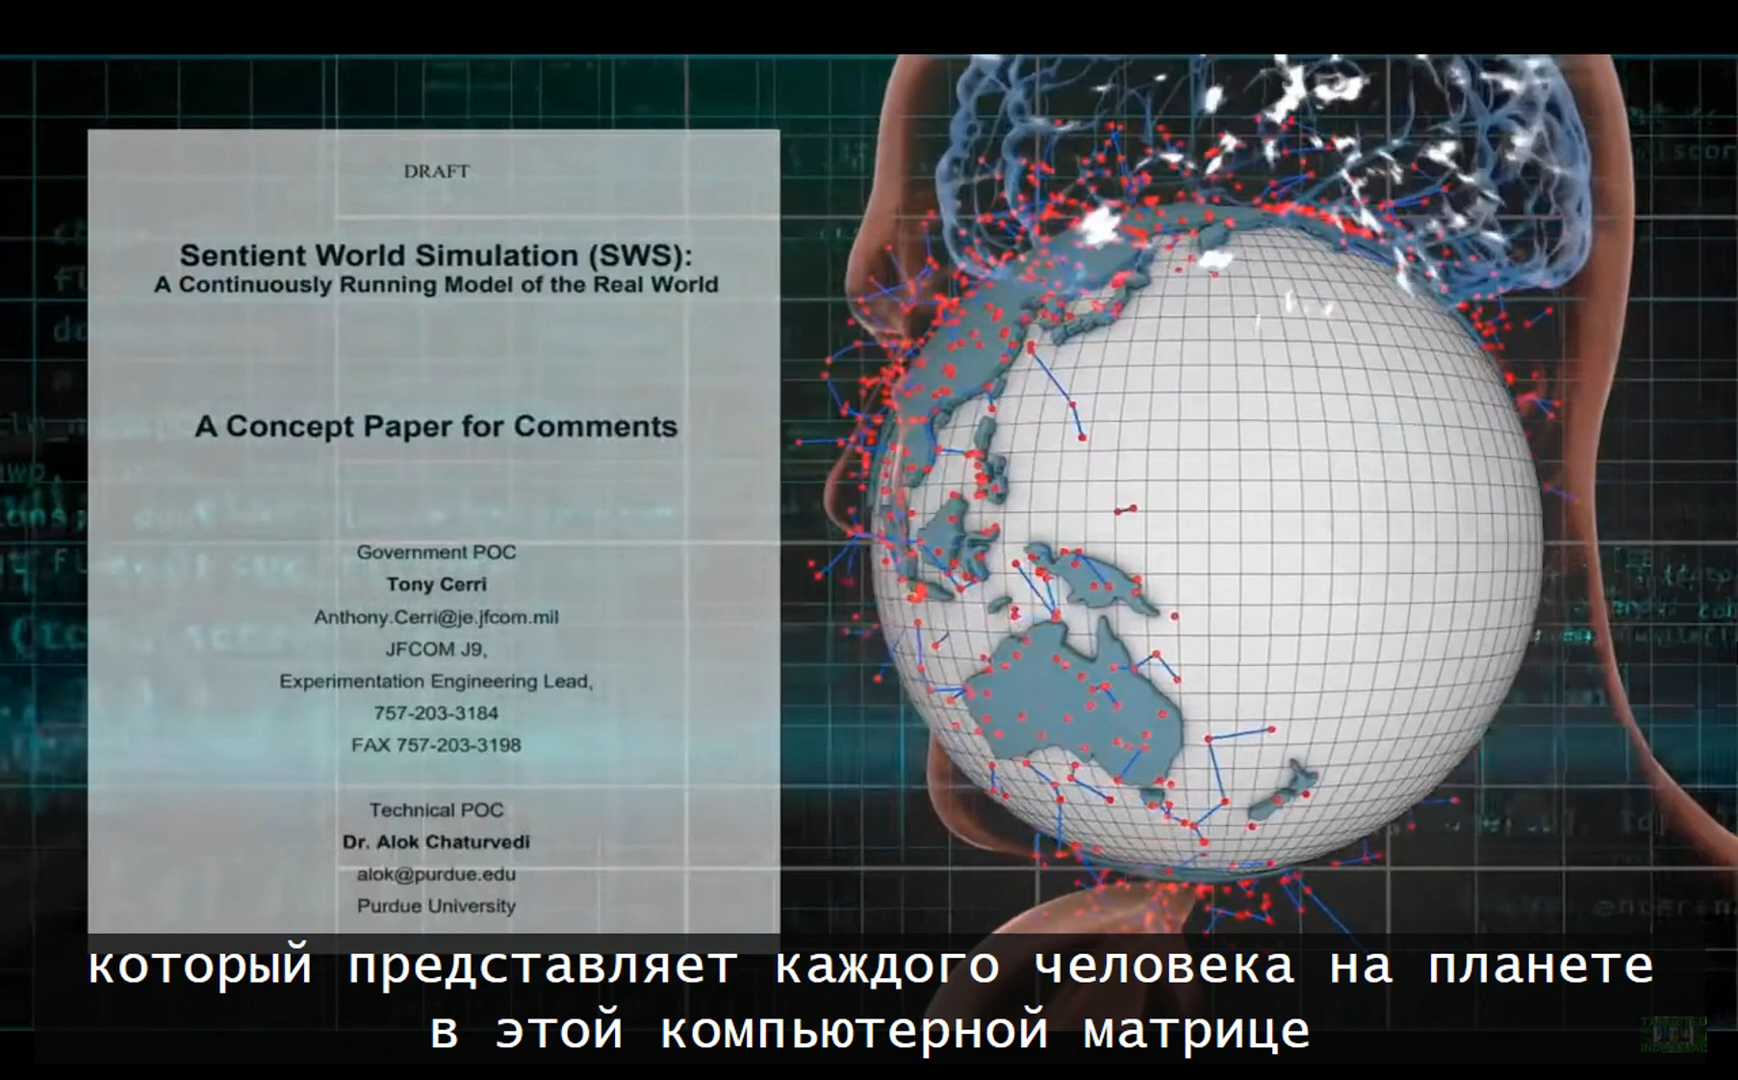 DRAFT
Sentient World Simulation (SWS):
A Continuously Running Model of the Real World
A Concept Paper for Comments
Government POC
Tony Cerri
Anthony.Cerri@je.jfcom.mil
JFCOM J9,
Experimentation Engineering Lead,
757-203-3184
FAX 757-203-3198
Technical POC
Dr. Alok Chaturvedi
alok@purdue.edu
Purdue University
который представляет каждого человека на планете
в этой компьютерной матрице